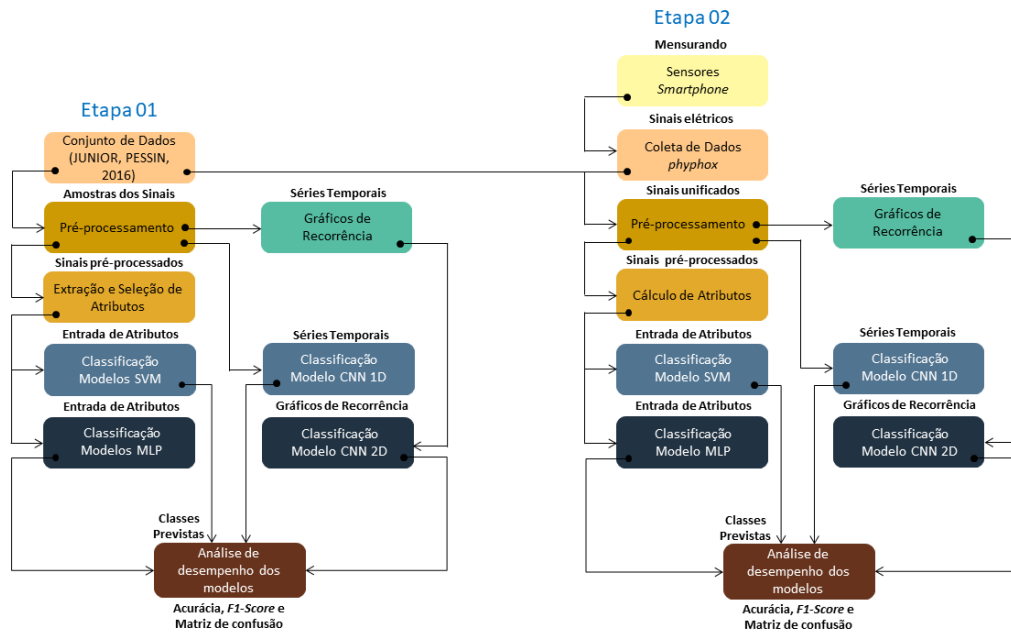 Etapa 01
Conjunto de Dados
(JUNIOR, PESSIN,
2016)
Amostras dos Sinais
Pré-processamento
Séries Temporais
Gráficos de
Recorrência
Sinais pré-processados
Extração e Seleção de
Atributos
Entrada de Atributos
Classificação
Modelos SVM
Séries Temporais
Classificação
Modelo CNN 1D
Entrada de Atributos
Classificação
Modelos MLP
Gráficos de Recorrência
Classificação
Modelo CNN 2D
Classes
Previstas
Análise de
desempenho dos
modelos
Acurácia, F1-Score e
Matriz de confusão
Etapa 02
Mensurando
Sensores
Smartphone
Sinais elétricos
Coleta de Dados
phyphox
Sinais unificados
Pré-processamento
Séries Temporais
Gráficos de
Recorrência
Sinais pré-processados
Cálculo de Atributos
Entrada de Atributos
Classificação
Modelo SVM
Séries Temporais
Classificação
Modelo CNN 1D
Entrada de Atributos
Classificação
Modelo MLP
Gráficos de Recorrência
Classificação
Modelo CNN 2D
Classes
Previstas
Análise de
desempenho dos
modelos
Acurácia, F1-Score e
Matriz de confusão